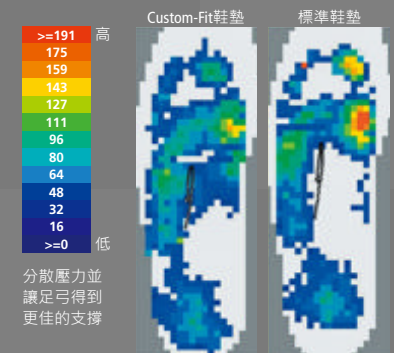 Custom-Fit鞋墊
標準鞋墊
>=191 高
175
159
143
127
111
96
80
64
48
32
16
>=0 低
分散壓力並
讓足弓得到
更佳的支撐